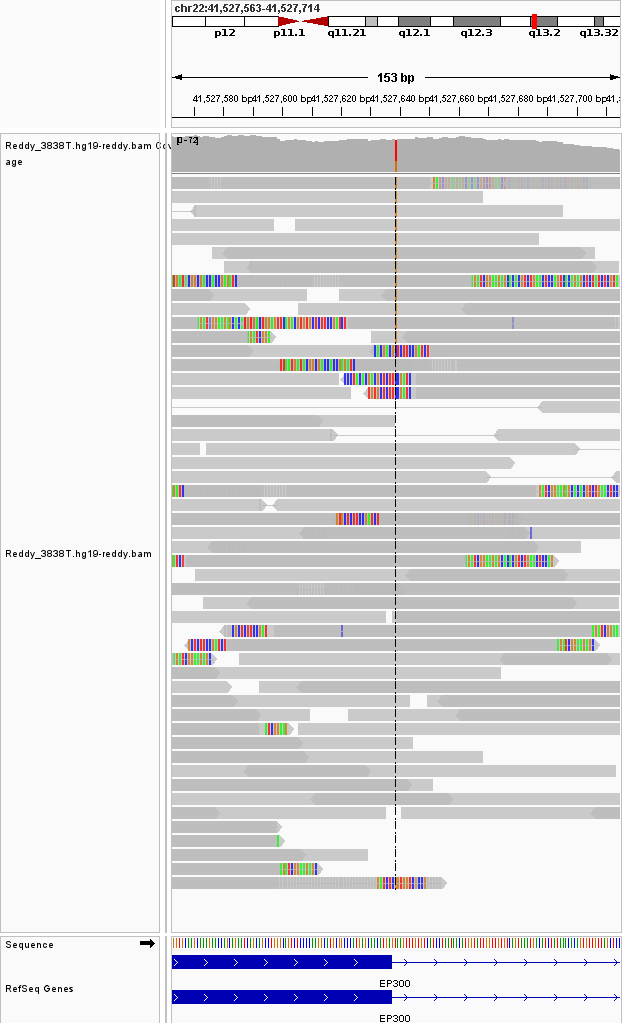 chr22:41,527,563-41,527,714
p12 p11.1 q11.21 q12.1 q12.3 q13.2 q13.32
153 bp
41,527,580 bp 41,527,600 bp 41,527,620 bp 41,527,640 bp 41,527,660 bp 41,527,680 bp 41,527,700 bp
Reddy_3838T.hg19-reddy.bam Cov
age
Reddy_3838T.hg19-reddy.bam
Sequence
EP300
RefSeq Genes
EP300